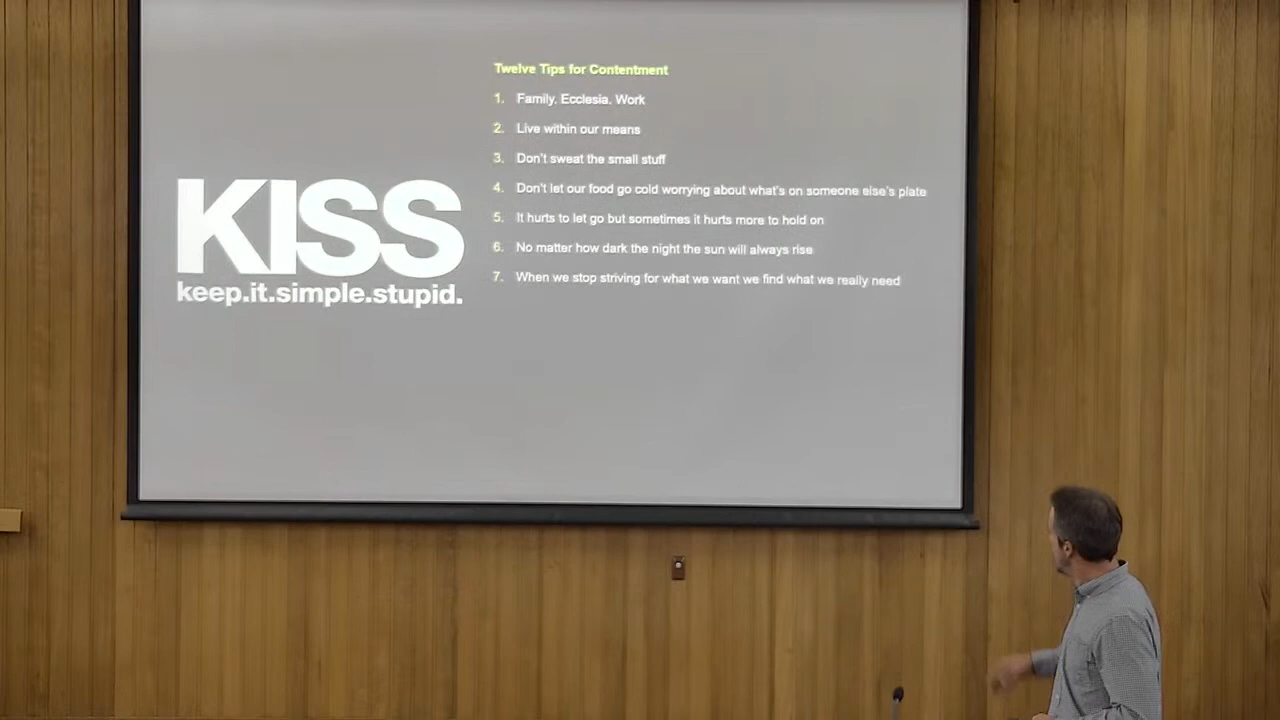 Twelve Tips for Contentment
1. Family. Ecclesia. Work
2. Live within our means
3. Don't sweat the small stuff
4. Don't let our food go cold worrying about what's on someone else's plate
5. It hurts to let go but sometimes it hurts more to hold on
6. No matter how dark the night the sun will always rise
7. When we stop striving for what we want we find what we really need
KISS
keep.it.simple.stupid.